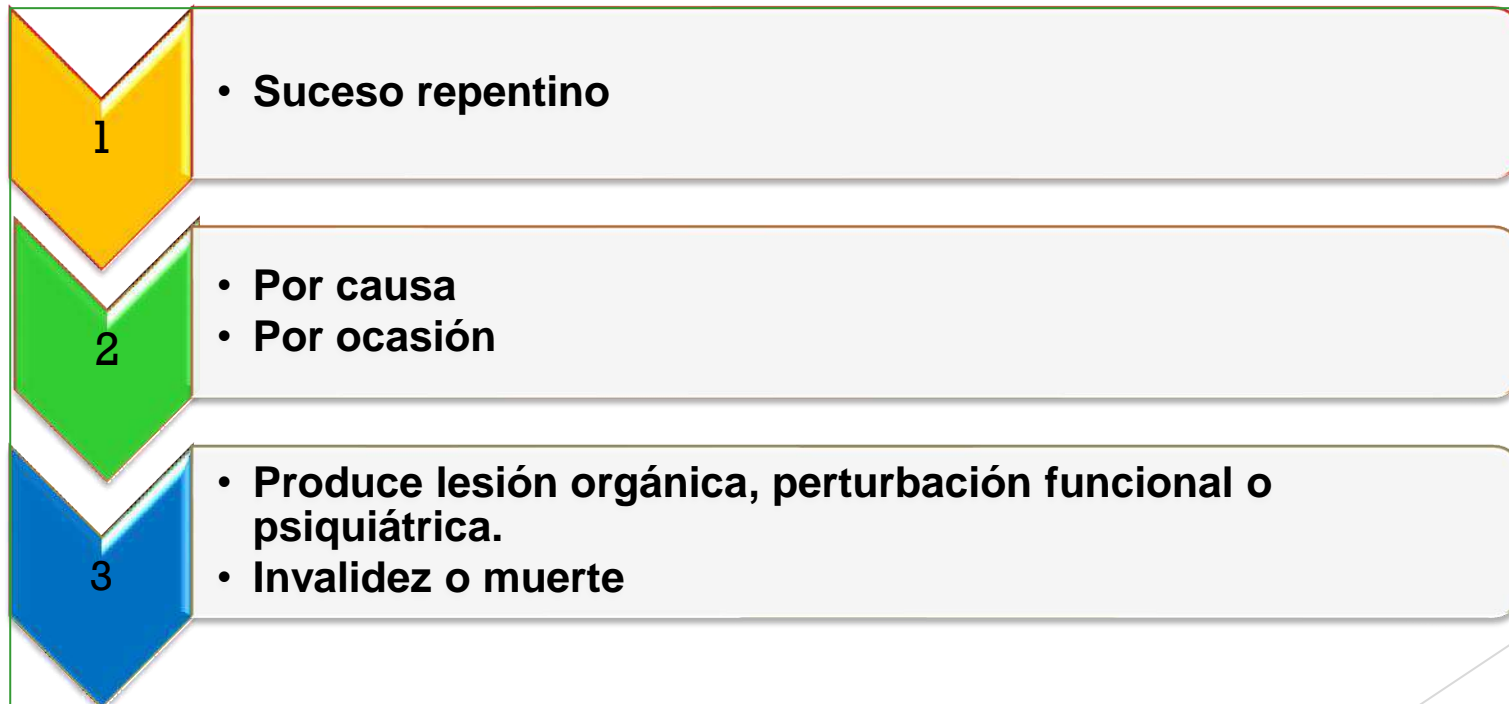 1
• Suceso repentino
2
• Por causa
• Por ocasión
3
• Produce lesión orgánica, perturbación funcional o
psiquiátrica.
• Invalidez o muerte